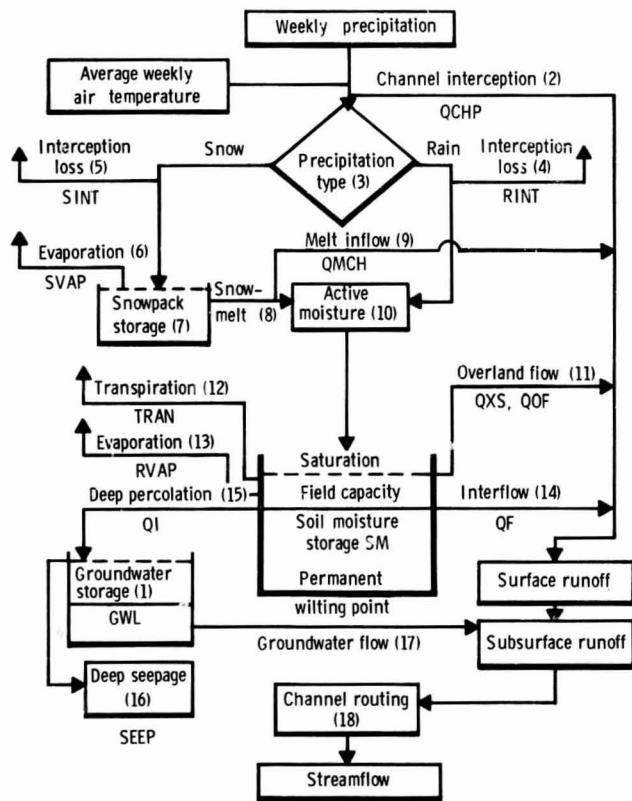 Weekly precipitation
Average weekly
air temperature
Channel interception (2)
QCHP
Interception
loss (5)
SINT
Snow
Precipitation
type (3)
Rain
Interception
loss (4)
RINT
Evaporation (6)
SVAP
Melt inflow (9)
QMCH
Snowpack
storage (7)
Snow-
melt (8)
Active
moisture (10)
Transpiration (12)
TRAN
Overland flow (11)
QXS, QOF
Evaporation (13)
RVAP
Saturation
Deep percolation (15)
QI
Field capacity
Interflow (14)
QF
Soil moisture
storage SM
Permanent
wilting point
Groundwater
storage (1)
GWL
Surface runoff
Groundwater flow (17)
Subsurface runoff
Deep seepage
(16)
SEEP
Channel routing
(18)
Streamflow